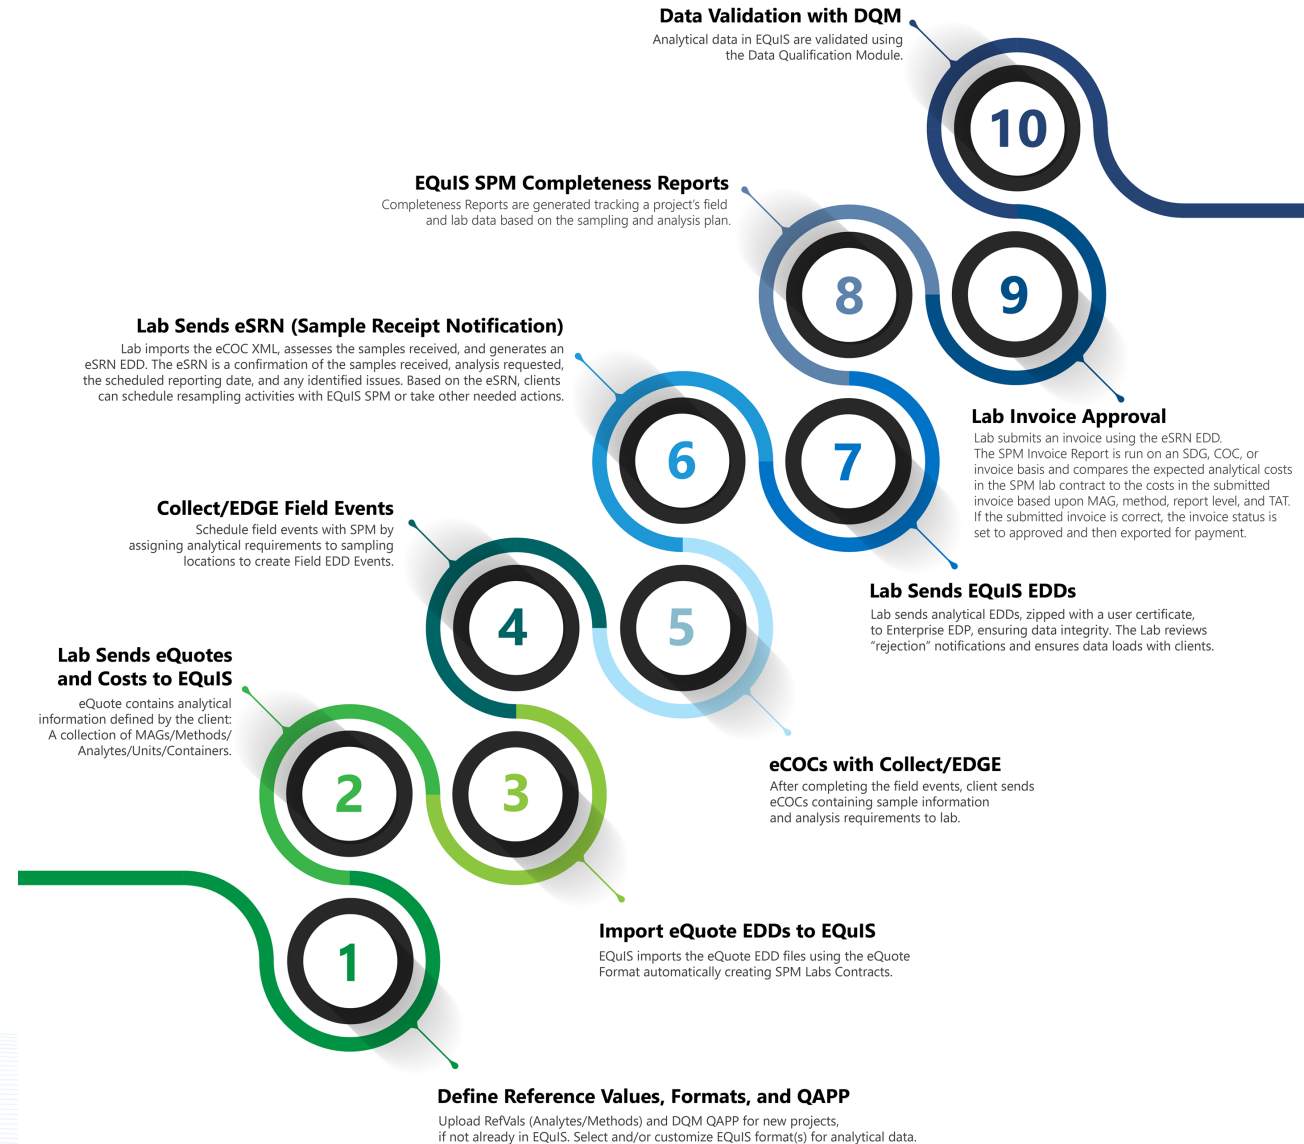 Data Validation with DQM
Analytical data in EQuIS are validated using
the Data Qualification Module.
10
EQuIS SPM Completeness Reports
Completeness Reports are generated tracking a project's field
and lab data based on the sampling and analysis plan.
8
9
Lab Sends eSRN (Sample Receipt Notification)
Lab imports the eCOC XML, assesses the samples received, and generates an
eSRN EDD. The eSRN is a confirmation of the samples received, analysis requested,
the scheduled reporting date, and any identified issues. Based on the eSRN, clients
can schedule resampling activities with EQuIS SPM or take other needed actions.
Lab Invoice Approval
Lab submits an invoice using the eSRN EDD.
The SPM Invoice Report is run on an SDG, COC, or
invoice basis and compares the expected analytical costs
in the SPM lab contract to the costs in the submitted
invoice based upon MAG, method, report level, and TAT.
If the submitted invoice is correct, the invoice status is
set to approved and then exported for payment.
6
7
Collect/EDGE Field Events
Schedule field events with SPM by
assigning analytical requirements to sampling
locations to create Field EDD Events.
Lab Sends EQuIS EDDs
Lab sends analytical EDDs, zipped with a user certificate,
to Enterprise EDP, ensuring data integrity. The Lab reviews
“rejection” notifications and ensures data loads with clients.
4
5
Lab Sends eQuotes
and Costs to EQuIS
eQuote contains analytical
information defined by the client:
A collection of MAGs/Methods/
Analytes/Units/Containers.
eCOCs with Collect/EDGE
After completing the field events, client sends
eCOCs containing sample information
and analysis requirements to lab.
2
3
Import eQuote EDDs to EQuIS
EQuIS imports the eQuote EDD files using the eQuote
Format automatically creating SPM Labs Contracts.
1
Define Reference Values, Formats, and QAPP
Upload RefVals (Analytes/Methods) and DQM QAPP for new projects,
if not already in EQuIS. Select and/or customize EQuIS format(s) for analytical data.